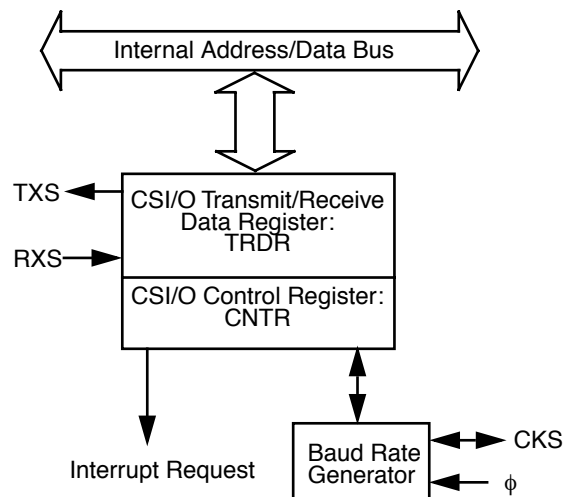 Internal Address/Data Bus
TXS
CSI/O Transmit/Receive
Data Register:
TRDR
RXS
CSI/O Control Register:
CNTR
Interrupt Request
Baud Rate
Generator
CKS
ϕ